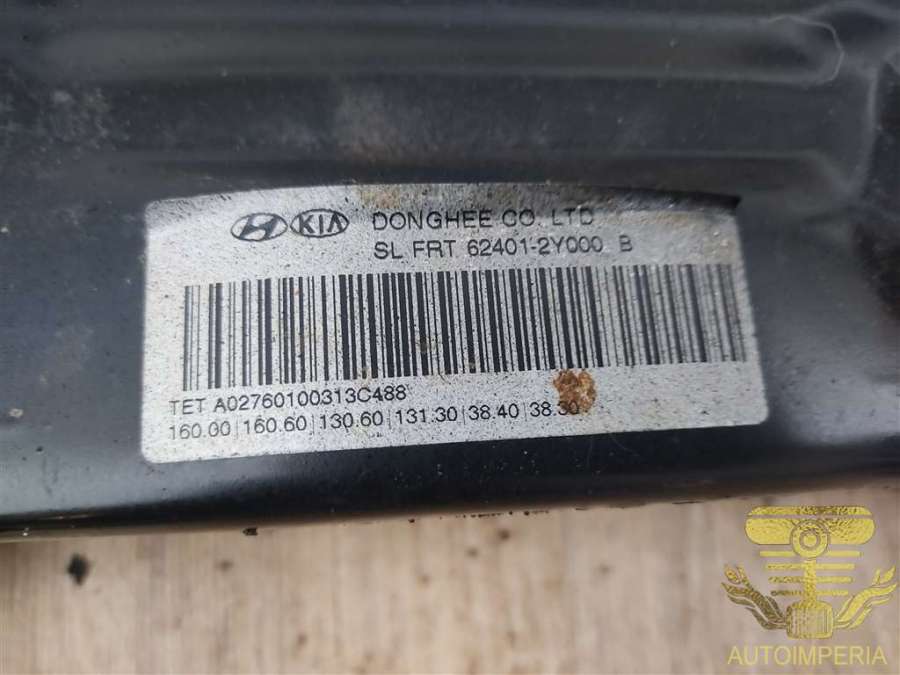 KIA DONGHEE CO. LTD
SL FRT 62401-2Y000 B
TET A02760100313C488
160.00|160.60|130.60|131.30|38.40|38.30
AUTOIMPERIA